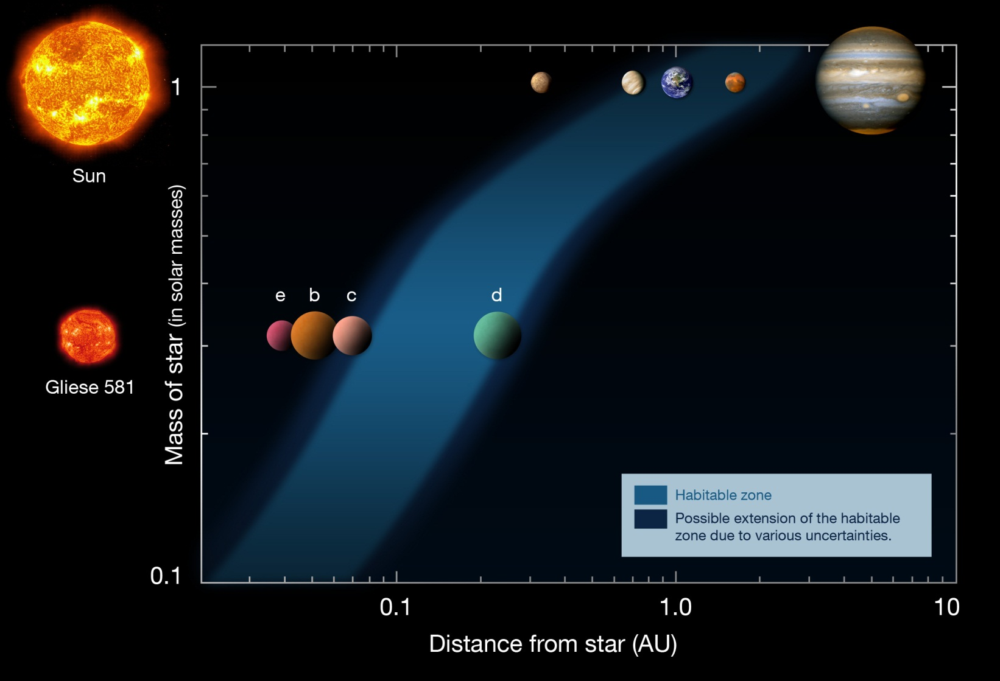 Sun
Gliese 581
1
0.1
Mass of star (in solar masses)
e b c d
Habitable zone
Possible extension of the habitable
zone due to various uncertainties.
0.1 1.0 10
Distance from star (AU)